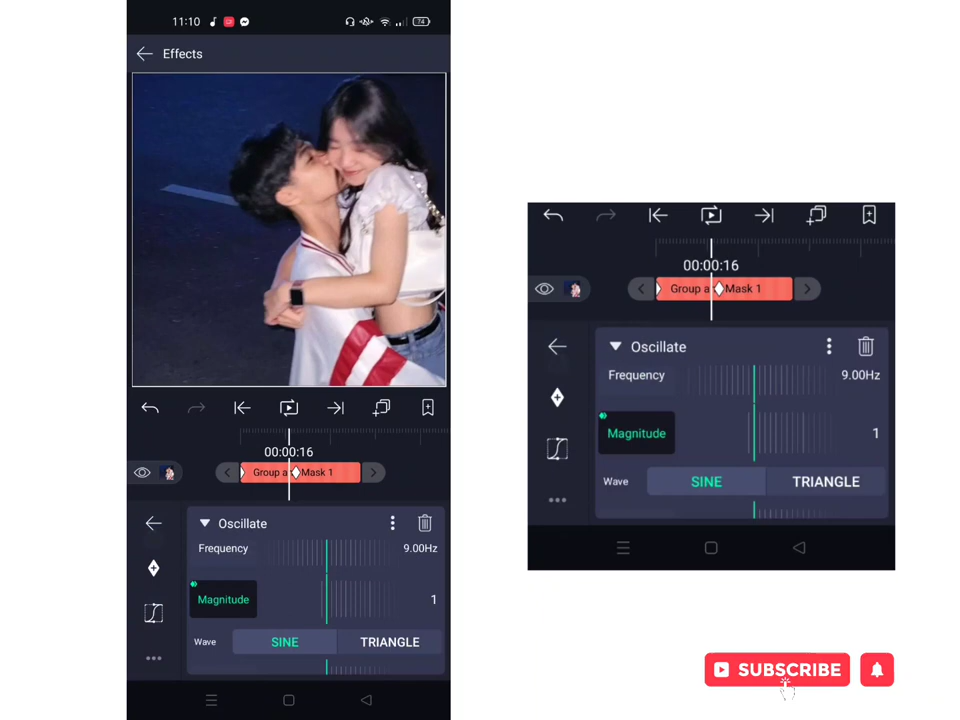 11:10
74
Effects
00:00:16
Group a Mask 1
Oscillate
Frequency
9.00Hz
Magnitude
1
Wave
SINE
TRIANGLE
00:00:16
Group a Mask 1
Oscillate
Frequency
9.00Hz
Magnitude
1
Wave
SINE
TRIANGLE
SUBSCRIBE